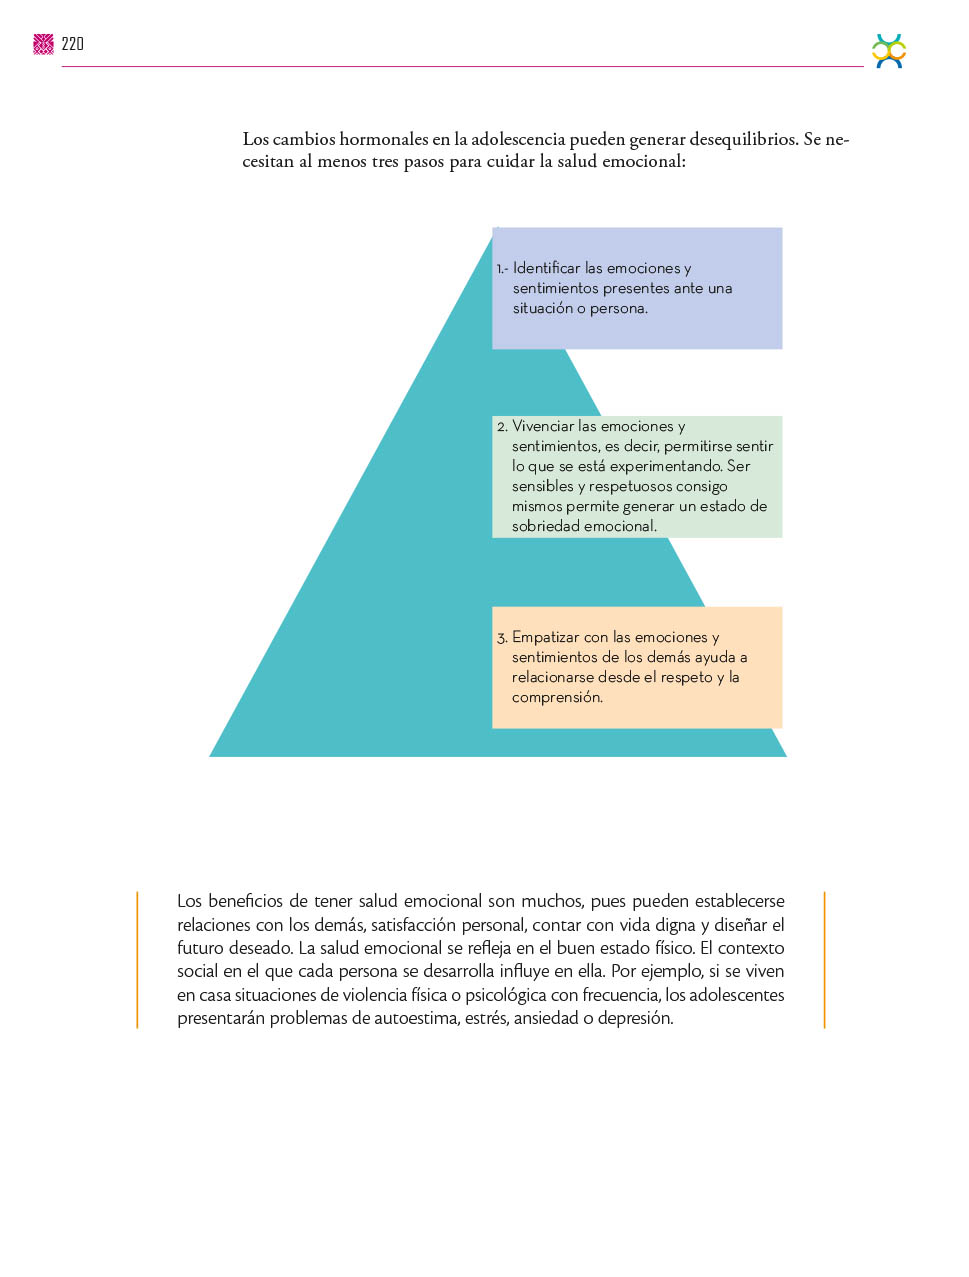 220
Los cambios hormonales en la adolescencia pueden generar desequilibrios. Se ne-
cesitan al menos tres pasos para cuidar la salud emocional:
1.- Identificar las emociones y
sentimientos presentes ante una
situación o persona.
2. Vivenciar las emociones y
sentimientos, es decir, permitirse sentir
lo que se está experimentando. Ser
sensibles y respetuosos consigo
mismos permite generar un estado de
sobriedad emocional.
3. Empatizar con las emociones y
sentimientos de los demás ayuda a
relacionarse desde el respeto y la
comprensión.
Los beneficios de tener salud emocional son muchos, pues pueden establecerse
relaciones con los demás, satisfacción personal, contar con vida digna y diseñar el
futuro deseado. La salud emocional se refleja en el buen estado físico. El contexto
social en el que cada persona se desarrolla influye en ella. Por ejemplo, si se viven
en casa situaciones de violencia física o psicológica con frecuencia, los adolescentes
presentarán problemas de autoestima, estrés, ansiedad o depresión.